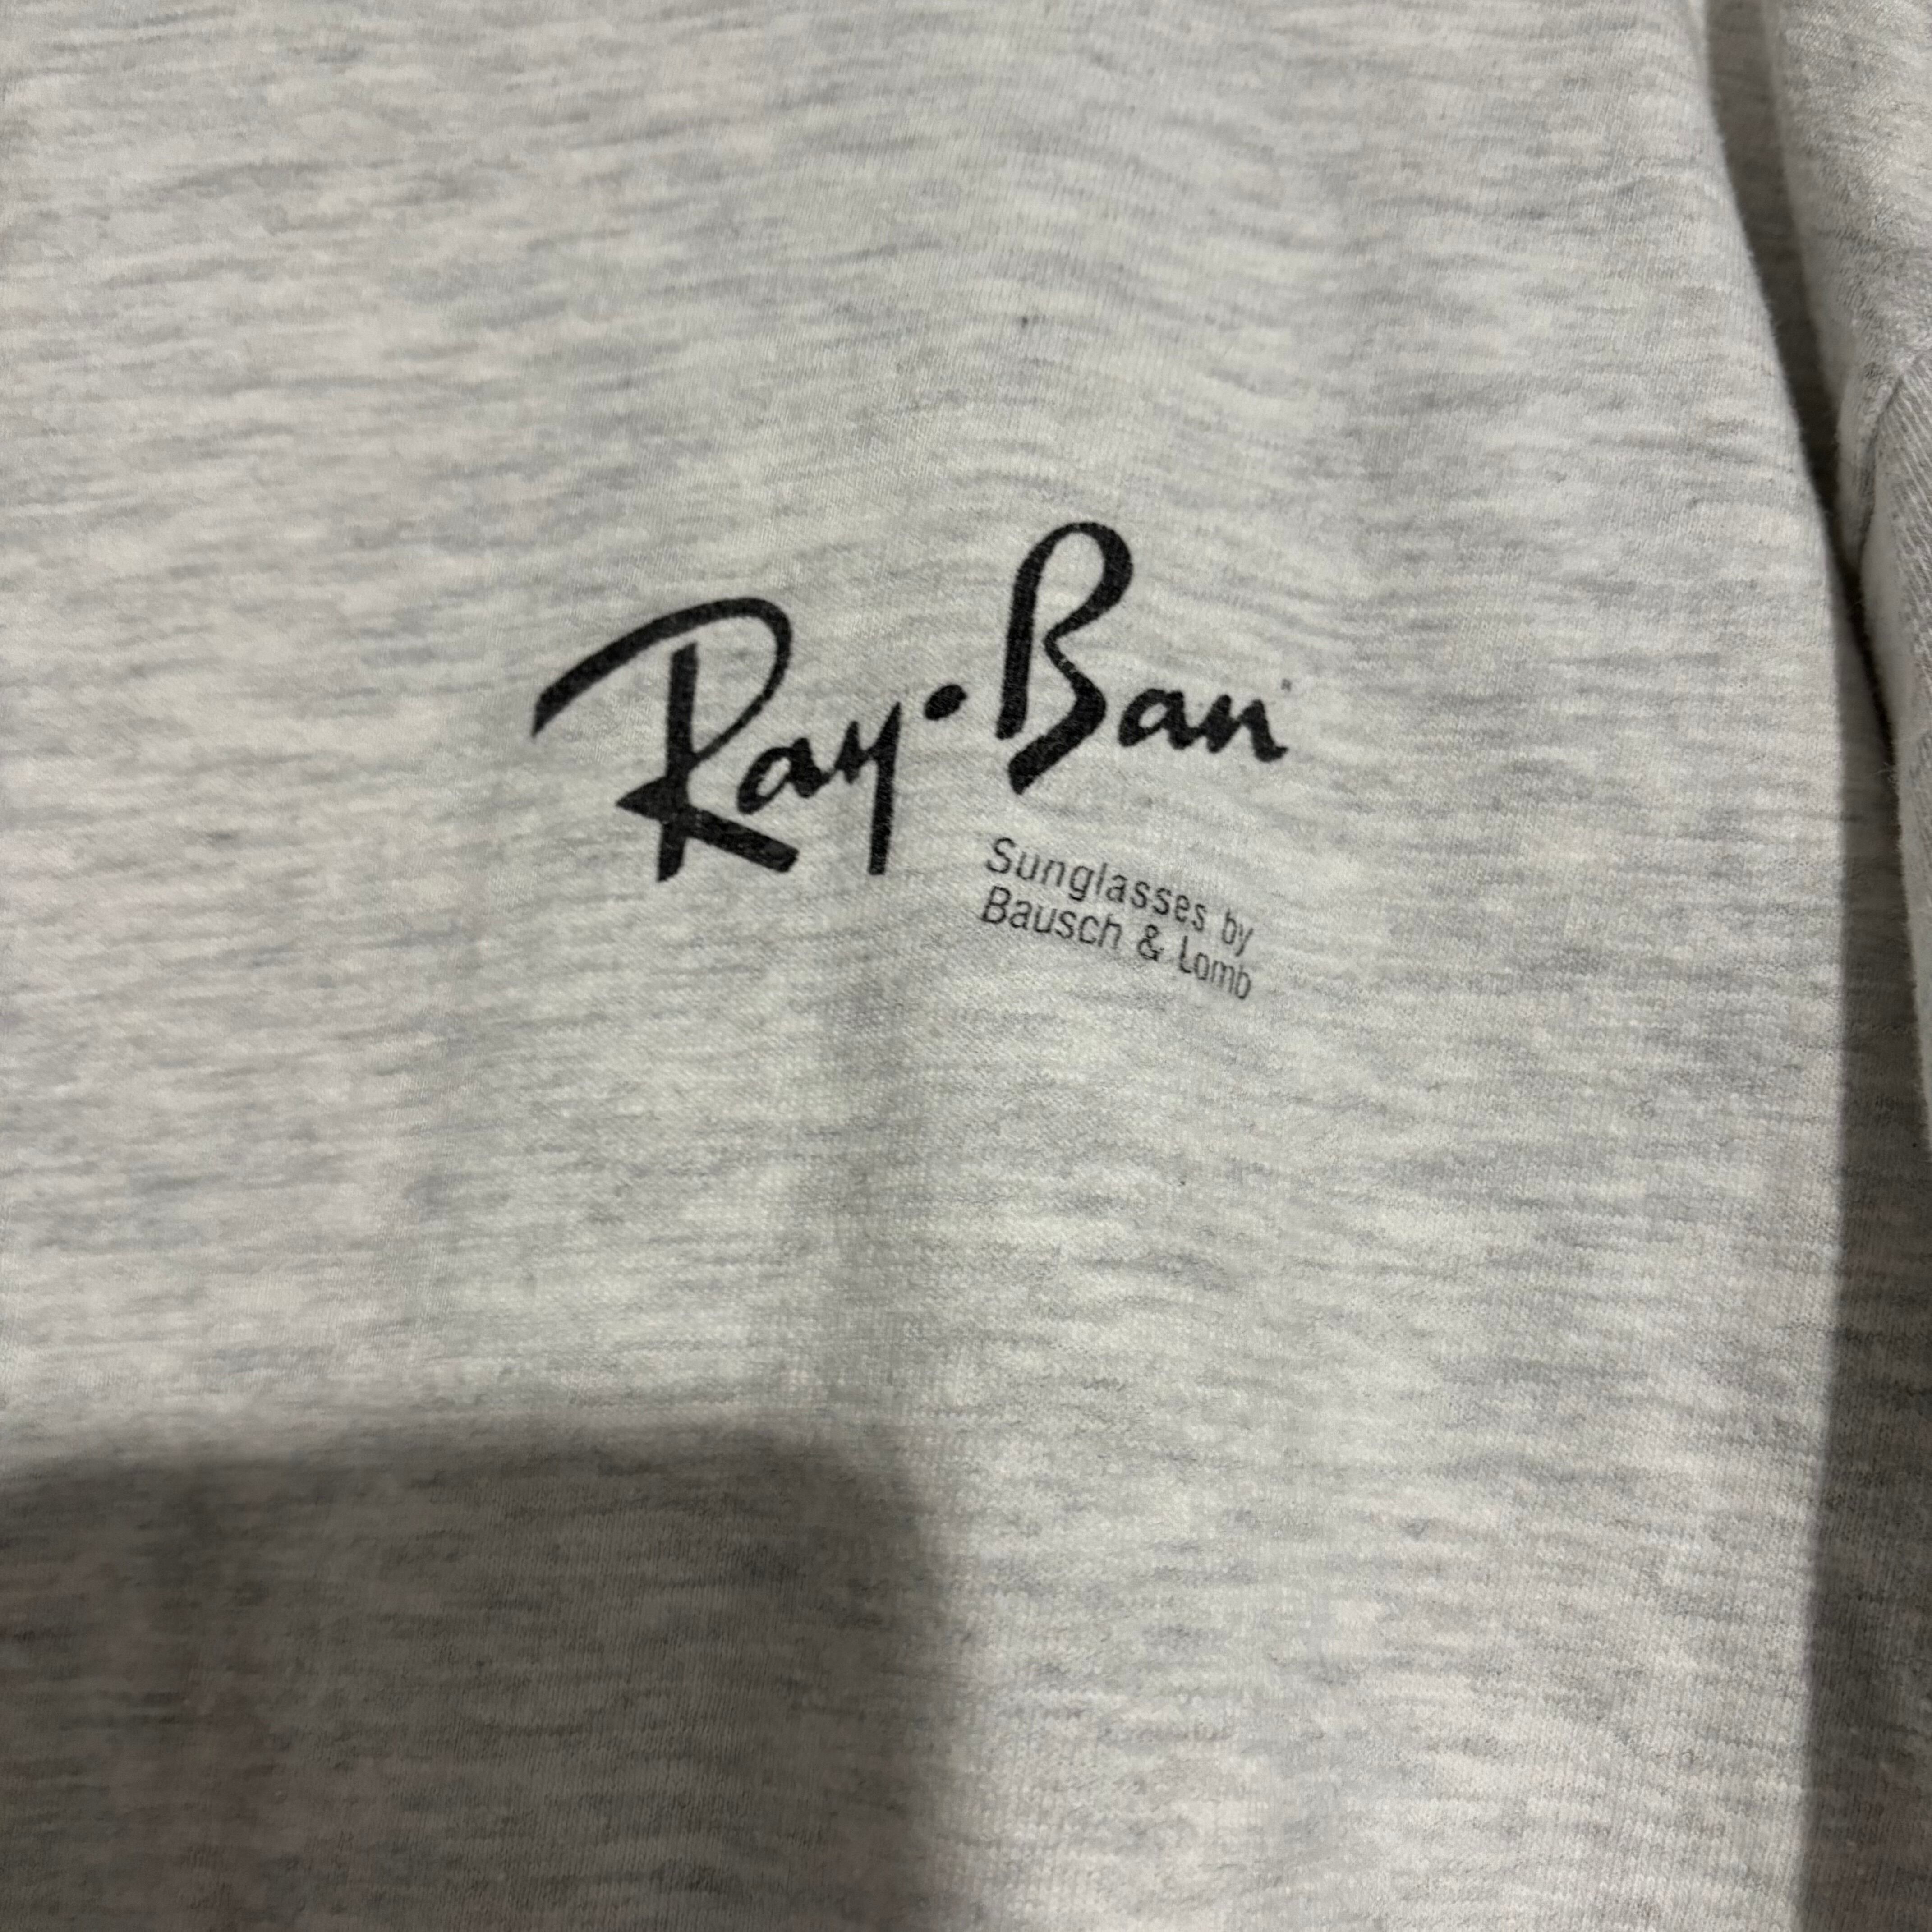 Ray•Ban
Sunglasses by
Bausch & Lomb